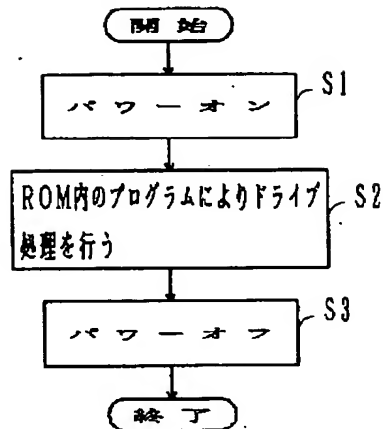 開始
パワーオン
S1
ROM内のプログラムによりドライブ
処理を行う
S2
パワーオフ
S3
終了